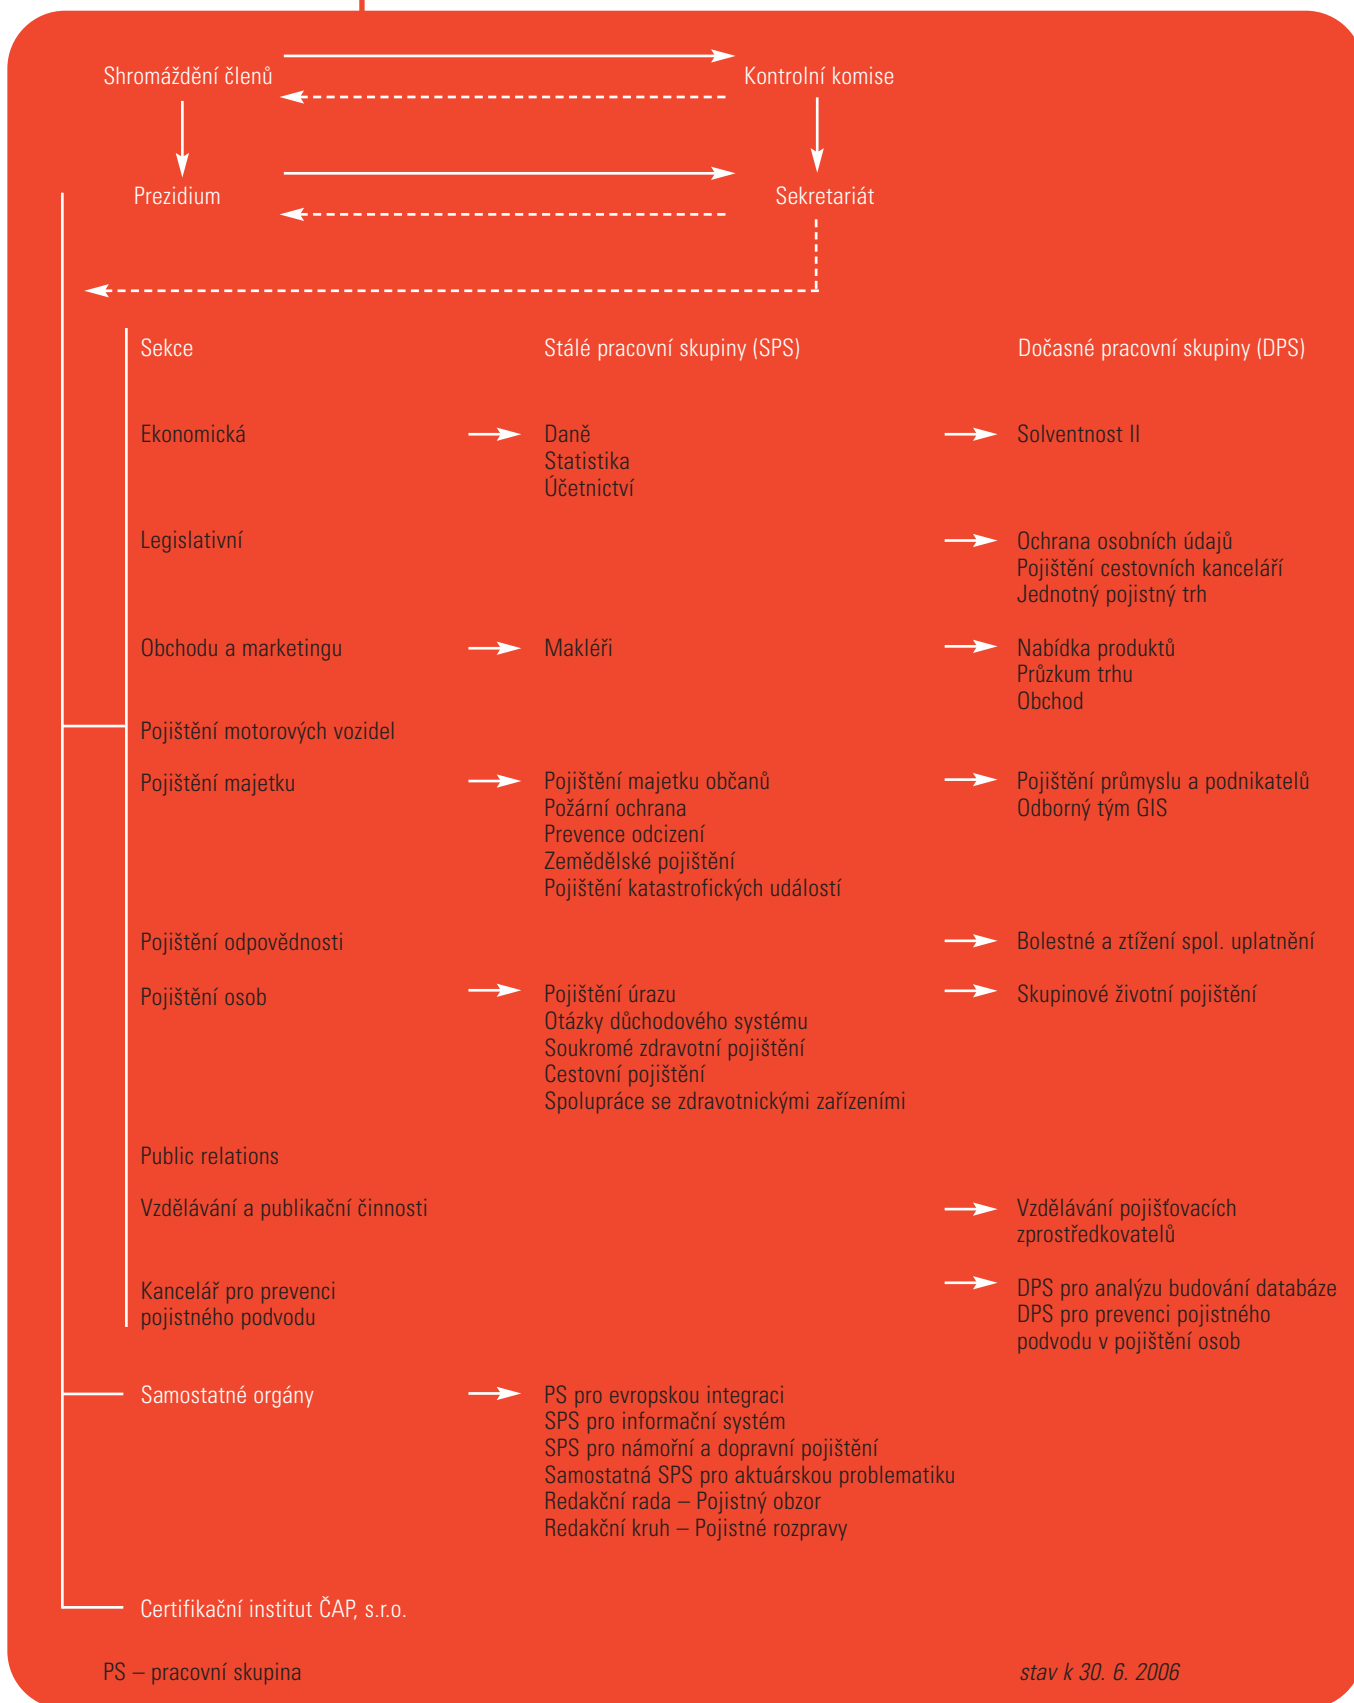 Shromáždění členů
Kontrolní komise
Prezidium
Sekretariát
Sekce
Stálé pracovní skupiny (SPS)
Dočasné pracovní skupiny (DPS)
Ekonomická
Daně
Statistika
Účetnictví
Solventnost II
Legislativní
Ochrana osobních údajů
Pojištění cestovních kanceláří
Jednotný pojistný trh
Obchodu a marketingu
Makléři
Nabídka produktů
Průzkum trhu
Obchod
Pojištění motorových vozidel
Pojištění majetku
Pojištění majetku občanů
Požární ochrana
Prevence odcizení
Zemědělské pojištění
Pojištění katastrofických událostí
Pojištění průmyslu a podnikatelů
Odborný tým GIS
Pojištění odpovědnosti
Bolestné a ztížení spol. uplatnění
Pojištění osob
Pojištění úrazu
Otázky důchodového systému
Soukromé zdravotní pojištění
Cestovní pojištění
Spolupráce se zdravotnickými zařízeními
Skupinové životní pojištění
Public relations
Vzdělávání a publikační činnosti
Vzdělávání pojišťovacích
zprostředkovatelů
Kancelář pro prevenci
pojistného podvodu
DPS pro analýzu budování databáze
DPS pro prevenci pojistného
podvodu v pojištění osob
Samostatné orgány
PS pro evropskou integraci
SPS pro informační systém
SPS pro námořní a dopravní pojištění
Samostatná SPS pro aktuárskou problematiku
Redakční rada – Pojistný obzor
Redakční kruh – Pojistné rozpravy
Certifikační institut ČAP, s.r.o.
PS – pracovní skupina
stav k 30. 6. 2006